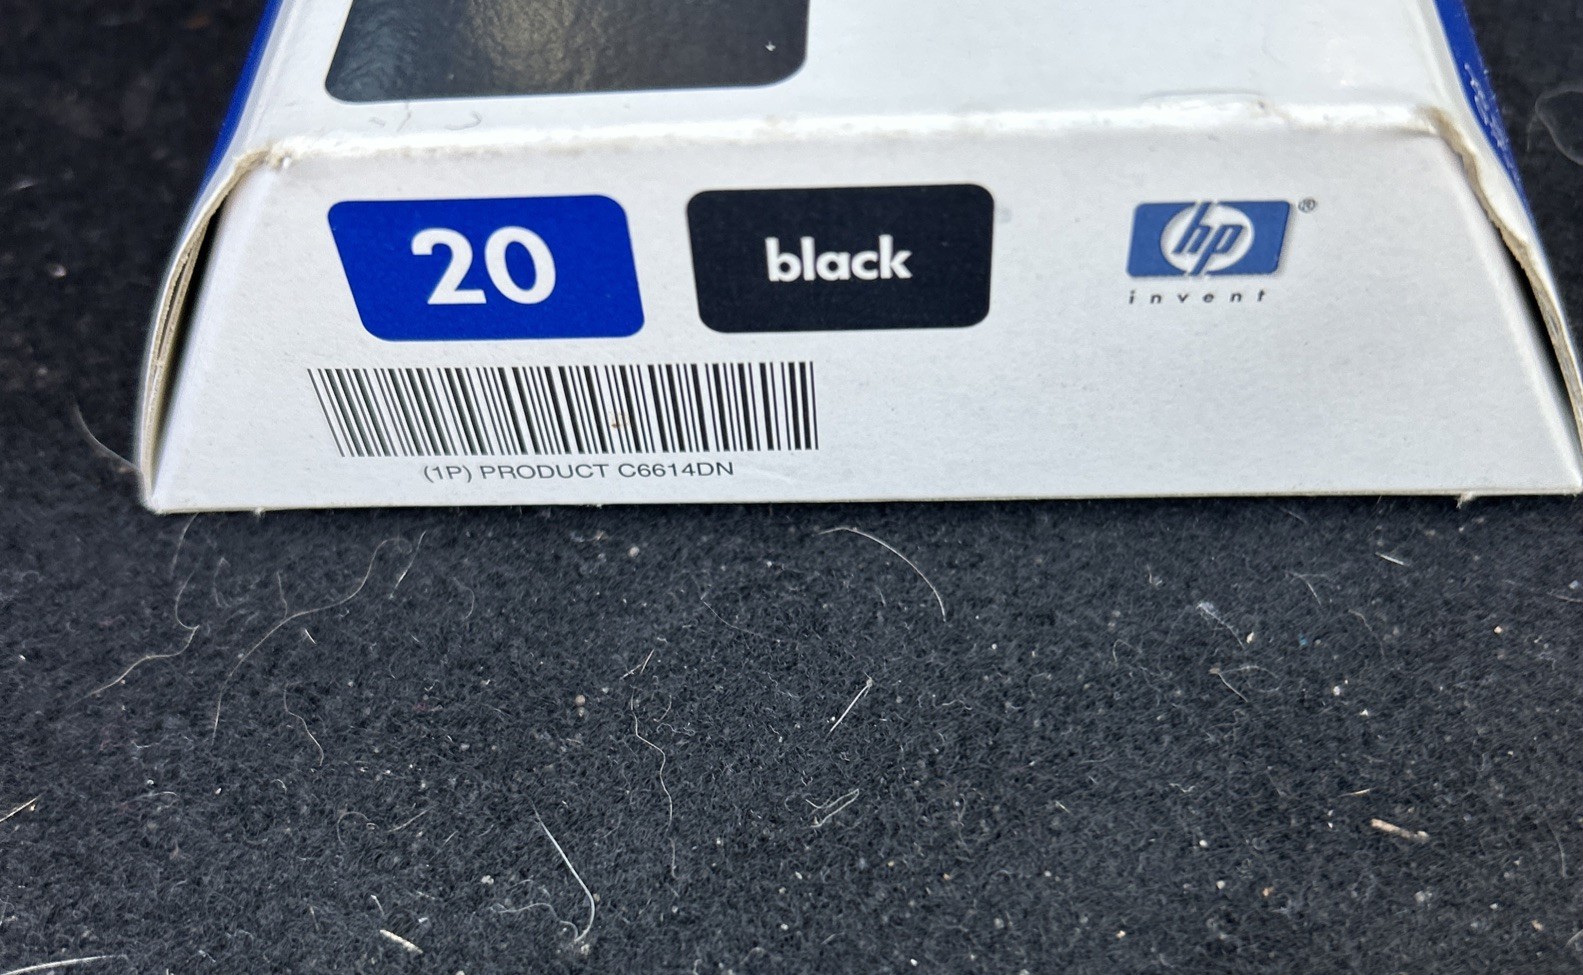 20
black
hp®
invent
(1P) PRODUCT C6614DN